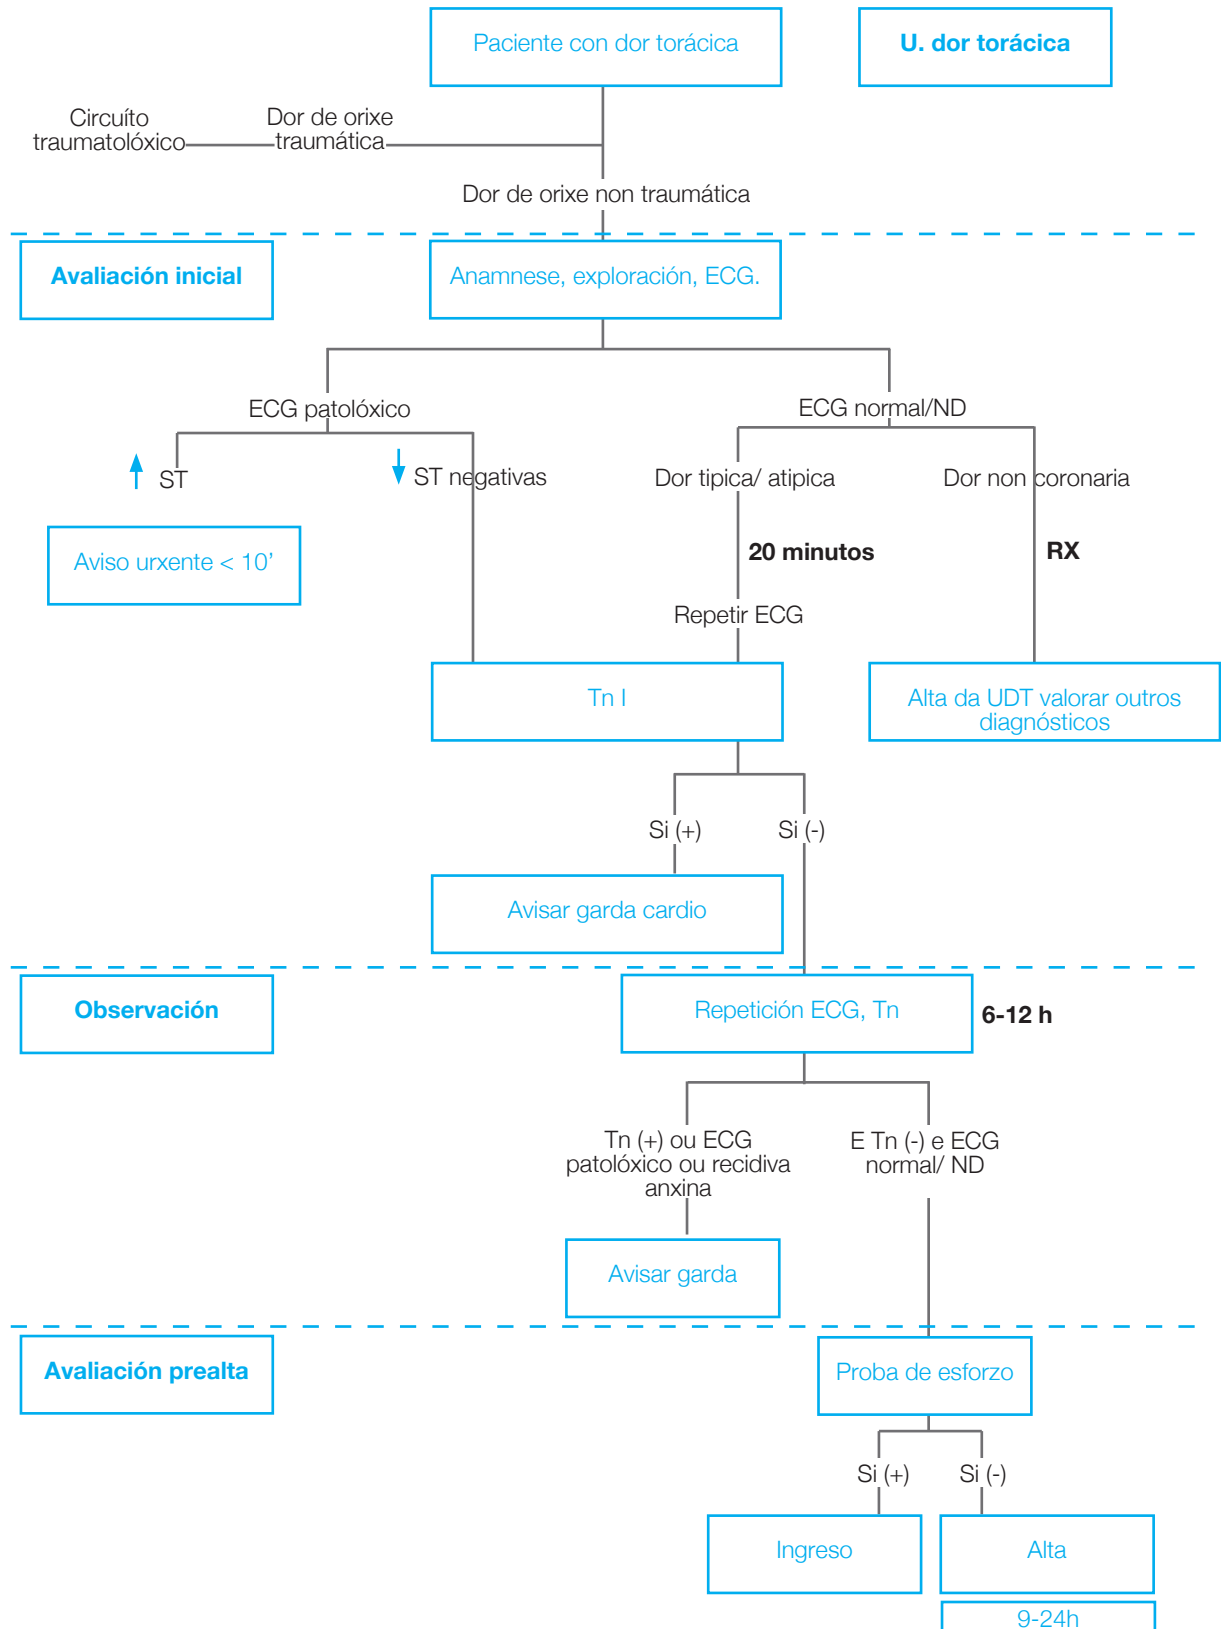 Paciente con dor torácica
U. dor torácica
Circuíto
traumatolóxico
Dor de orixe
traumática
Dor de orixe non traumática
Avaliación inicial
Anamnese, exploración, ECG.
ECG patolóxico
ECG normal/ND
ST
ST negativas
Dor tipica/ atipica
Dor non coronaria
Aviso urxente < 10’
20 minutos
RX
Repetir ECG
Tn I
Alta da UDT valorar outros
diagnósticos
Si (+)
Si (-)
Avisar garda cardio
Observación
Repetición ECG, Tn
6-12 h
Tn (+) ou ECG
patolóxico ou recidiva
anxina
E Tn (-) e ECG
normal/ ND
Avisar garda
Avaliación prealta
Proba de esforzo
Si (+)
Si (-)
Ingreso
Alta
9-24h